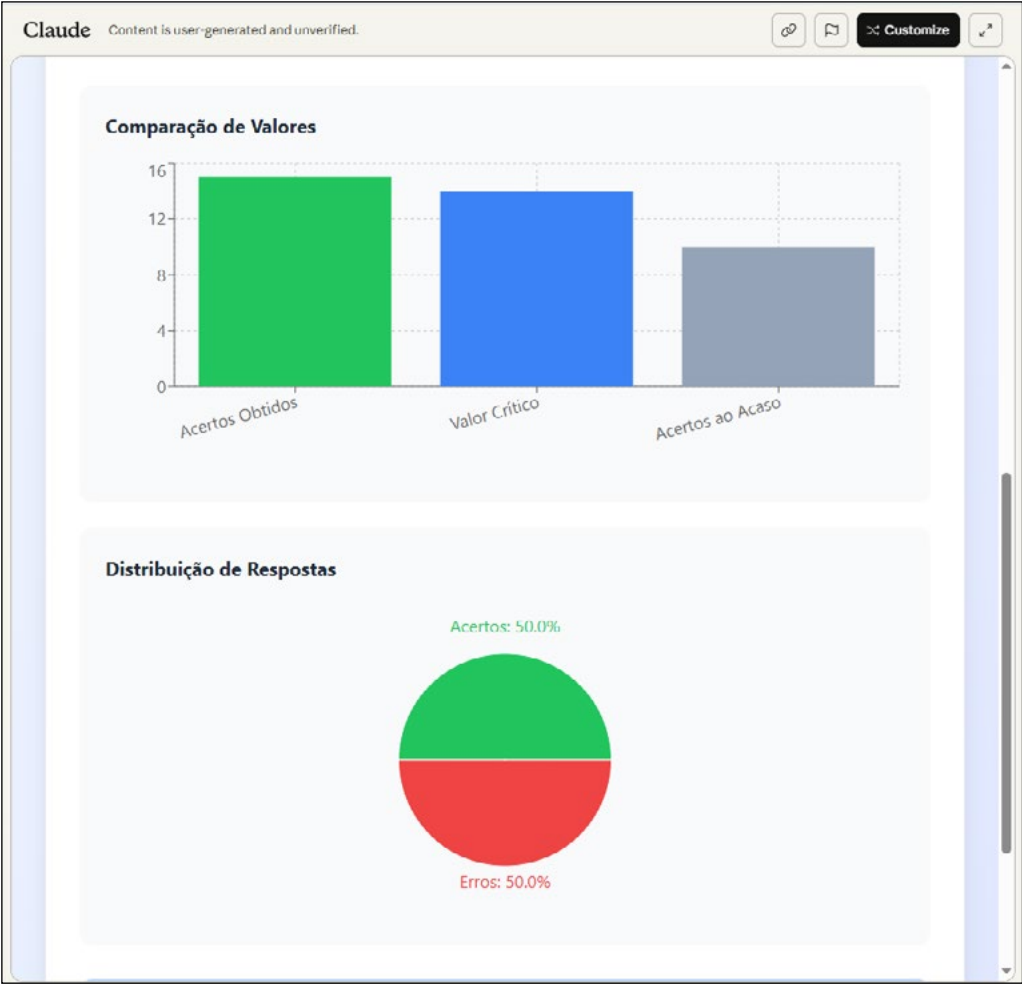 Claude Content is user-generated and unverified.
Customize
Comparação de Valores
16
12
8
4
0
Acertos Obtidos
Valor Crítico
Acertos ao Acaso
Distribuição de Respostas
Acertos: 50.0%
Erros: 50.0%